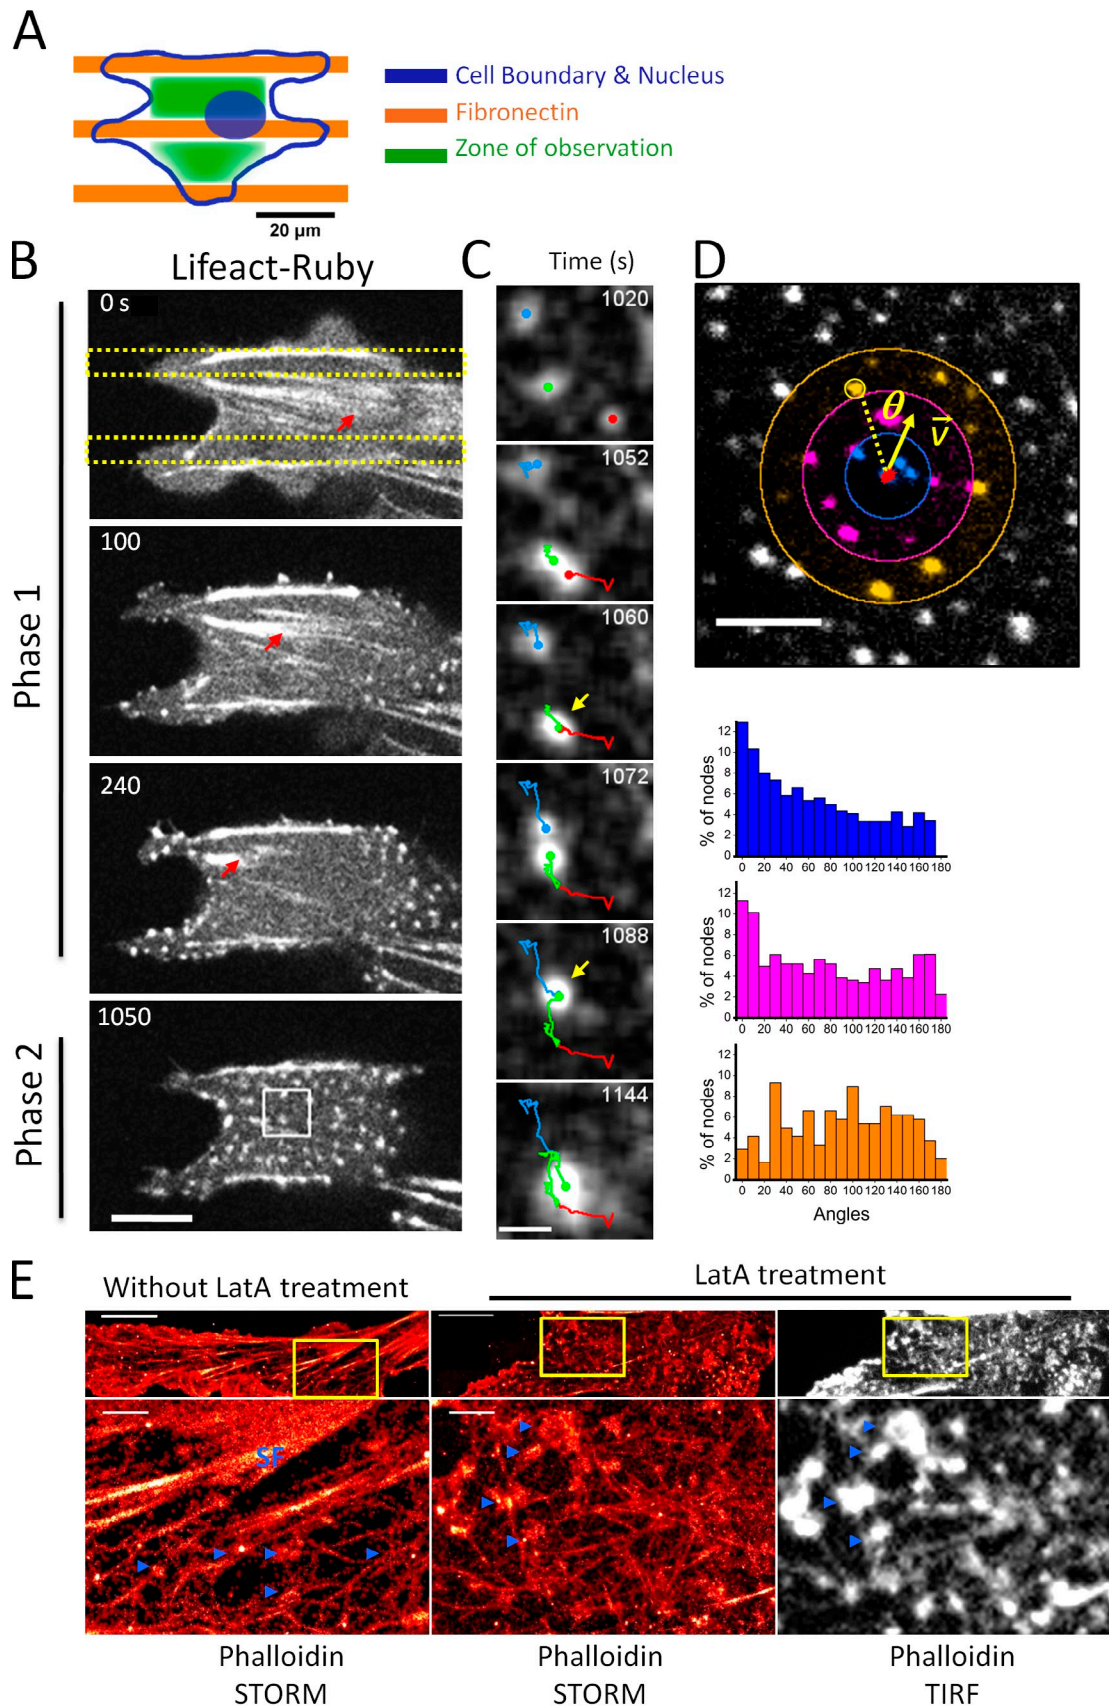 A
Cell Boundary & Nucleus
Fibronectin
Zone of observation
20 µm
B
Lifeact-Ruby
C
Time (s)
D
Phase 1
Phase 2
0 s
100
240
1050
1020
1052
1060
1072
1088
1144
θ
v
% of nodes
12
10
8
6
4
2
0
0 20 40 60 80 100 120 140 160 180
% of nodes
12
10
8
6
4
2
0
0 20 40 60 80 100 120 140 160 180
% of nodes
12
10
8
6
4
2
0
0 20 40 60 80 100 120 140 160 180
Angles
E
Without LatA treatment
LatA treatment
SF
Phalloidin
STORM
Phalloidin
STORM
Phalloidin
TIRF